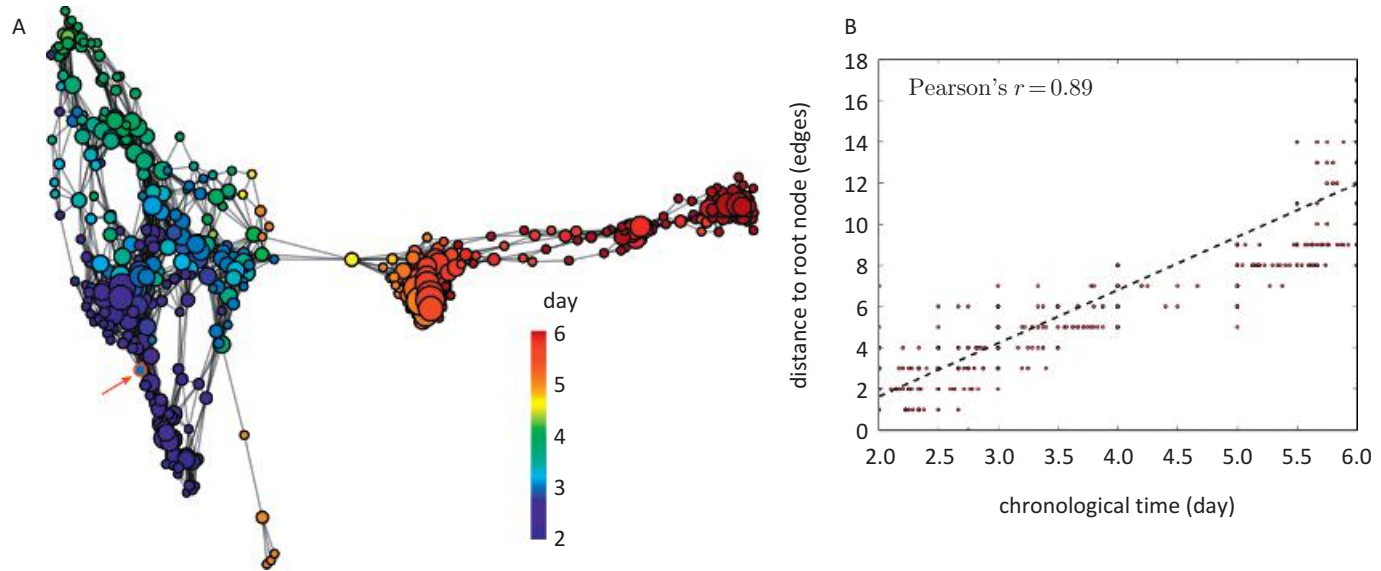 A
day
6
5
4
3
2
B
Pearson's r = 0.89
distance to root node (edges)
18
16
14
12
10
8
6
4
2
0
2.0 2.5 3.0 3.5 4.0 4.5 5.0 5.5 6.0
chronological time (day)